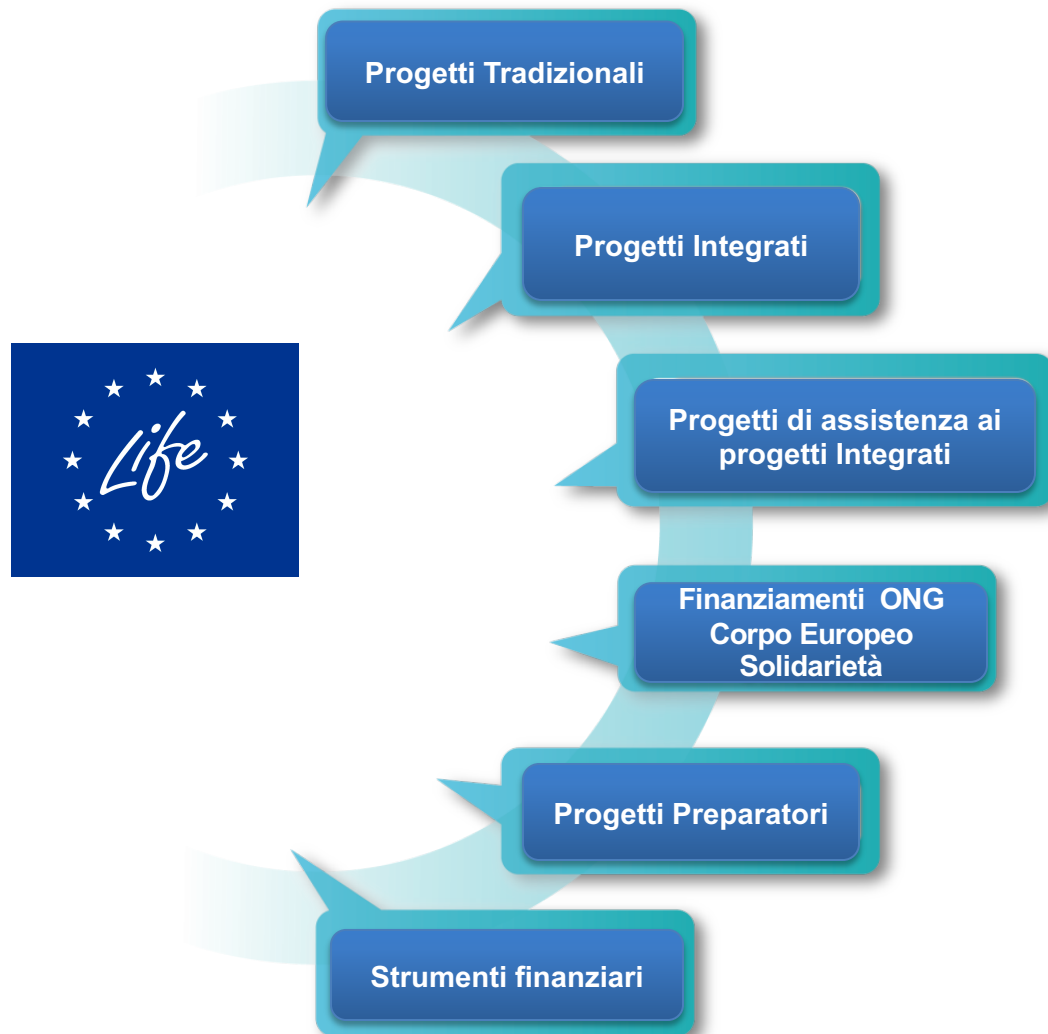 Progetti Tradizionali
Progetti Integrati
Life
Progetti di assistenza ai
progetti Integrati
Finanziamenti ONG
Corpo Europeo
Solidarietà
Progetti Preparatori
Strumenti finanziari